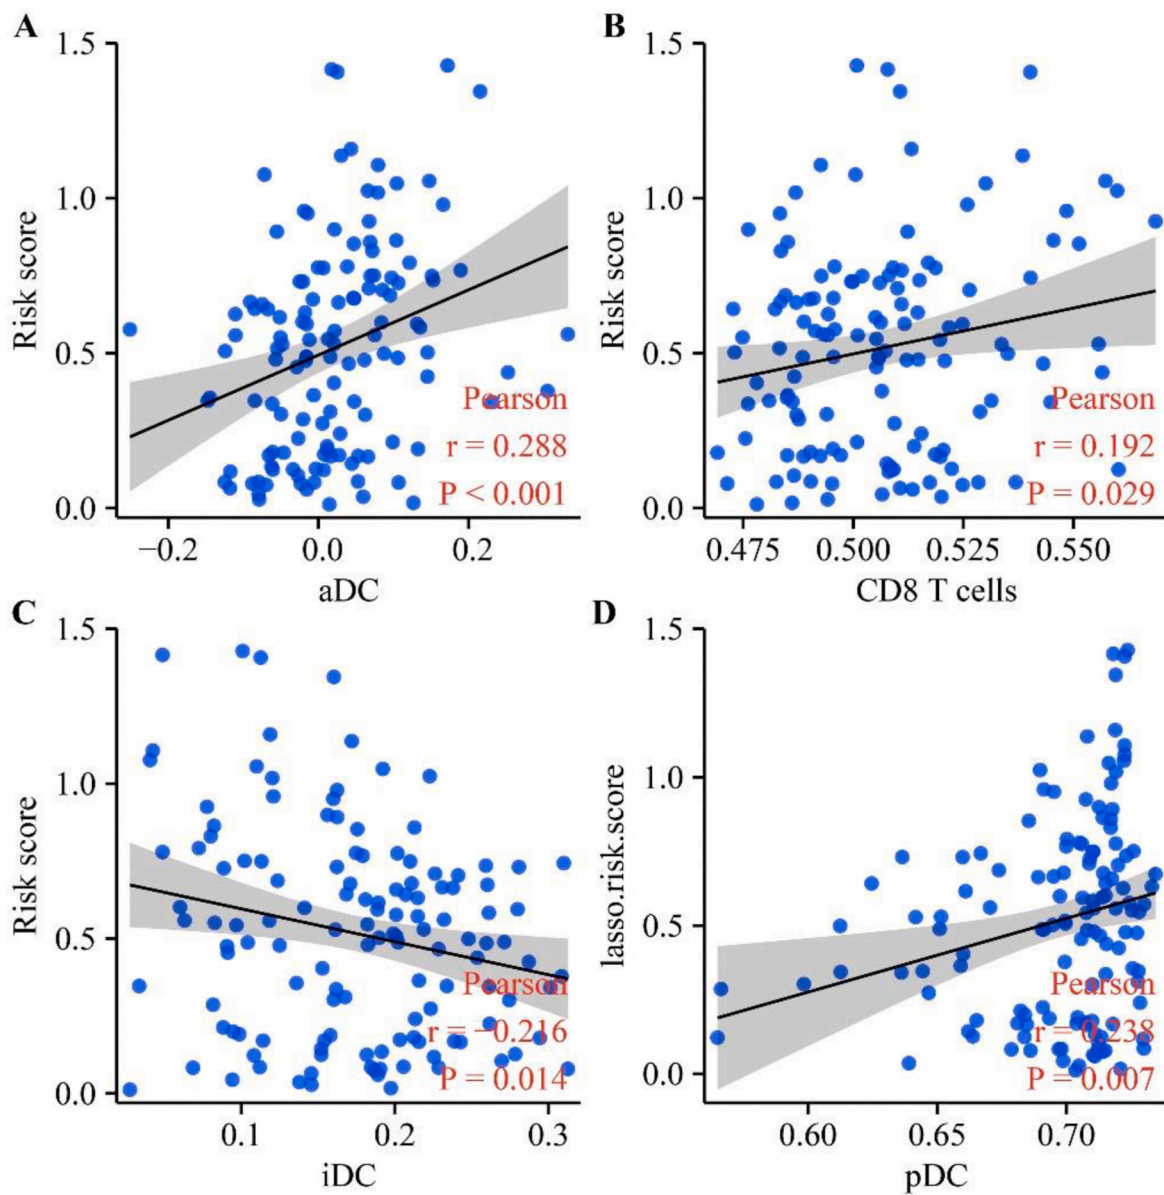 A
B
1.5
1.0
0.5
0.0
Risk score
Pearson
r = 0.288
P < 0.001
−0.2
0.0
0.2
aDC
1.5
1.0
0.5
0.0
Risk score
Pearson
r = 0.192
P = 0.029
0.475
0.500
0.525
0.550
CD8 T cells
C
D
1.5
1.0
0.5
0.0
Risk score
Pearson
r = −0.216
P = 0.014
0.1
0.2
0.3
iDC
1.5
1.0
0.5
0.0
lasso.risk.score
Pearson
r = 0.238
P = 0.007
0.60
0.65
0.70
pDC